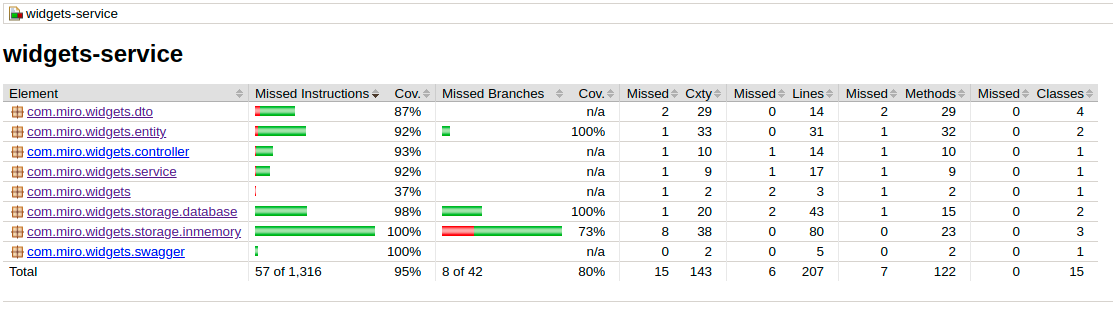 widgets-service
widgets-service
Element Missed Instructions Cov. Missed Branches Cov. Missed Cxty Missed Lines Missed Methods Missed Classes
com.miro.widgets.dto 87% n/a 2 29 0 14 2 29 0 4
com.miro.widgets.entity 92% 100% 1 33 0 31 1 32 0 2
com.miro.widgets.controller 93% n/a 1 10 1 14 1 10 0 1
com.miro.widgets.service 92% n/a 1 9 1 17 1 9 0 1
com.miro.widgets 37% n/a 1 2 2 3 1 2 0 1
com.miro.widgets.storage.database 98% 100% 1 20 2 43 1 15 0 2
com.miro.widgets.storage.inmemory 100% 73% 8 38 0 80 0 23 0 3
com.miro.widgets.swagger 100% n/a 0 2 0 5 0 2 0 1
Total 57 of 1,316 95% 8 of 42 80% 15 143 6 207 7 122 0 15